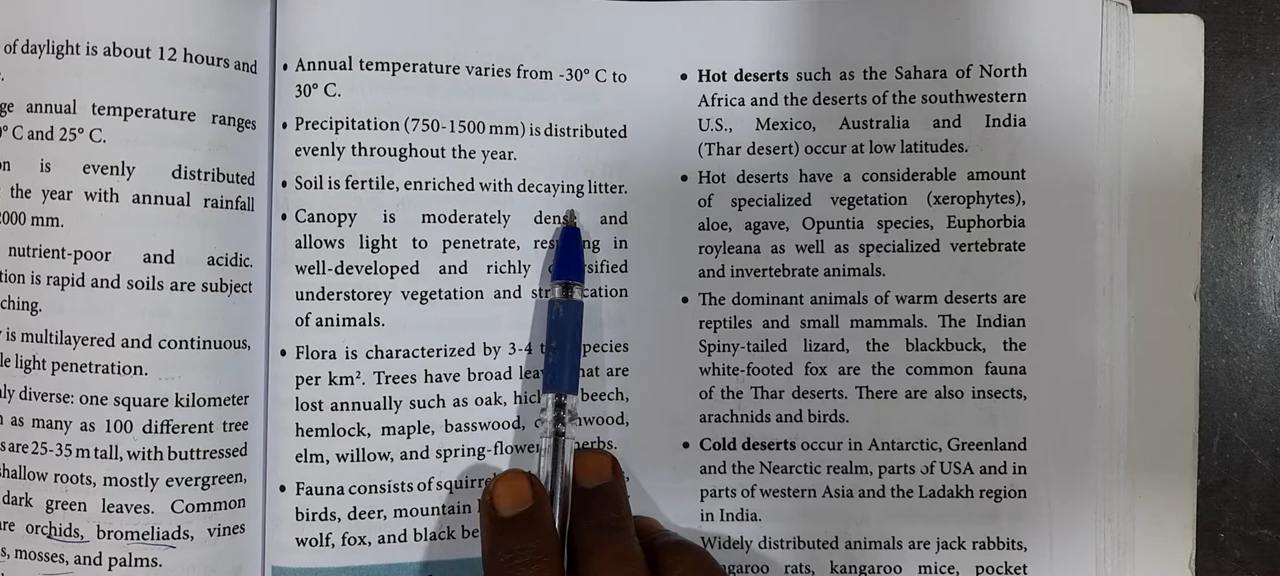 of daylight is about 12 hours and
annual temperature ranges
C and 25° C.
is evenly distributed
the year with annual rainfall
mm.
nutrient-poor and acidic.
is rapid and soils are subject
is multilayered and continuous,
light penetration.
diverse: one square kilometer
as many as 100 different tree
are 25-35 m tall, with buttressed
shallow roots, mostly evergreen,
dark green leaves. Common
orchids, bromeliads, vines
mosses, and palms.
• Annual temperature varies from -30° C to
30° C.
• Precipitation (750-1500 mm) is distributed
evenly throughout the year.
• Soil is fertile, enriched with decaying litter.
• Canopy is moderately and
allows light to penetrate, in
well-developed and richly
understorey vegetation and
of animals.
• Flora is characterized by 3-4
per km². Trees have broad are
lost annually such as oak, beech,
hemlock, maple, basswood,
elm, willow, and herbs.
• Fauna consists of
birds, deer, mountain
wolf, fox, and black
• Hot deserts such as the Sahara of North
Africa and the deserts of the southwestern
U.S., Mexico, Australia and India
(Thar desert) occur at low latitudes.
• Hot deserts have a considerable amount
of specialized vegetation (xerophytes),
aloe, agave, Opuntia species, Euphorbia
royleana as well as specialized vertebrate
and invertebrate animals.
• The dominant animals of warm deserts are
reptiles and small mammals. The Indian
Spiny-tailed lizard, the blackbuck, the
white-footed fox are the common fauna
of the Thar deserts. There are also insects,
arachnids and birds.
• Cold deserts occur in Antarctic, Greenland
and the Nearctic realm, parts of USA and in
parts of western Asia and the Ladakh region
in India.
Widely distributed animals are jack rabbits,
rats, kangaroo mice, pocket